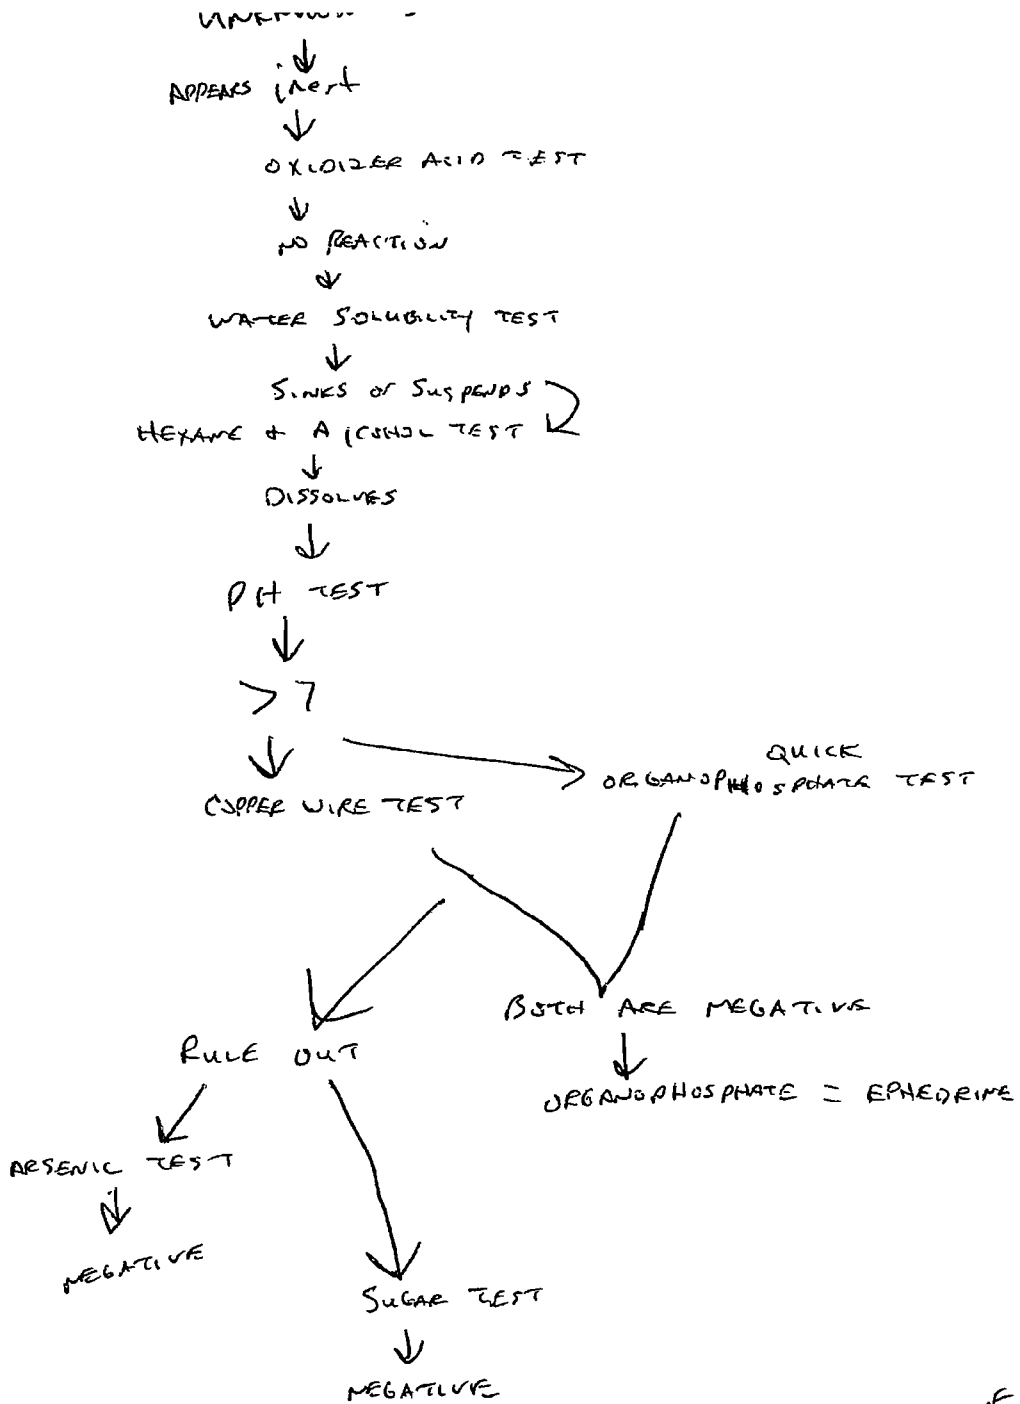 APPEARS inert
OXIDIZER ACID TEST
NO REACTION
WATER SOLUBILITY TEST
SINKS or SUSPENDS
HEXANE + ALCOHOL TEST
DISSOLVES
PH TEST
> 7
COPPER WIRE TEST
QUICK
ORGANOPHOSPHATE TEST
BOTH ARE NEGATIVE
ORGANOPHOSPHATE = EPHEDRINE
RULE OUT
ARSENIC TEST
NEGATIVE
SUGAR TEST
NEGATIVE